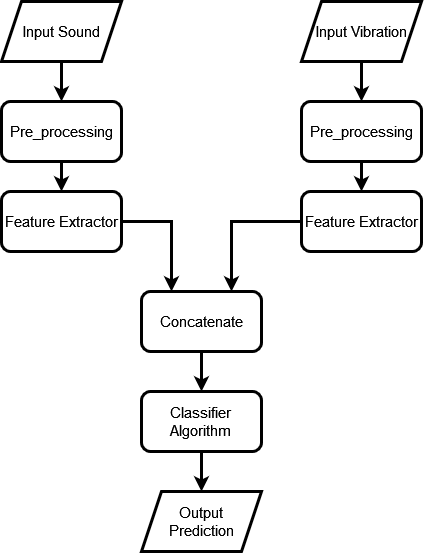 Input Sound
Input Vibration
Pre_processing
Pre_processing
Feature Extractor
Feature Extractor
Concatenate
Classifier
Algorithm
Output
Prediction